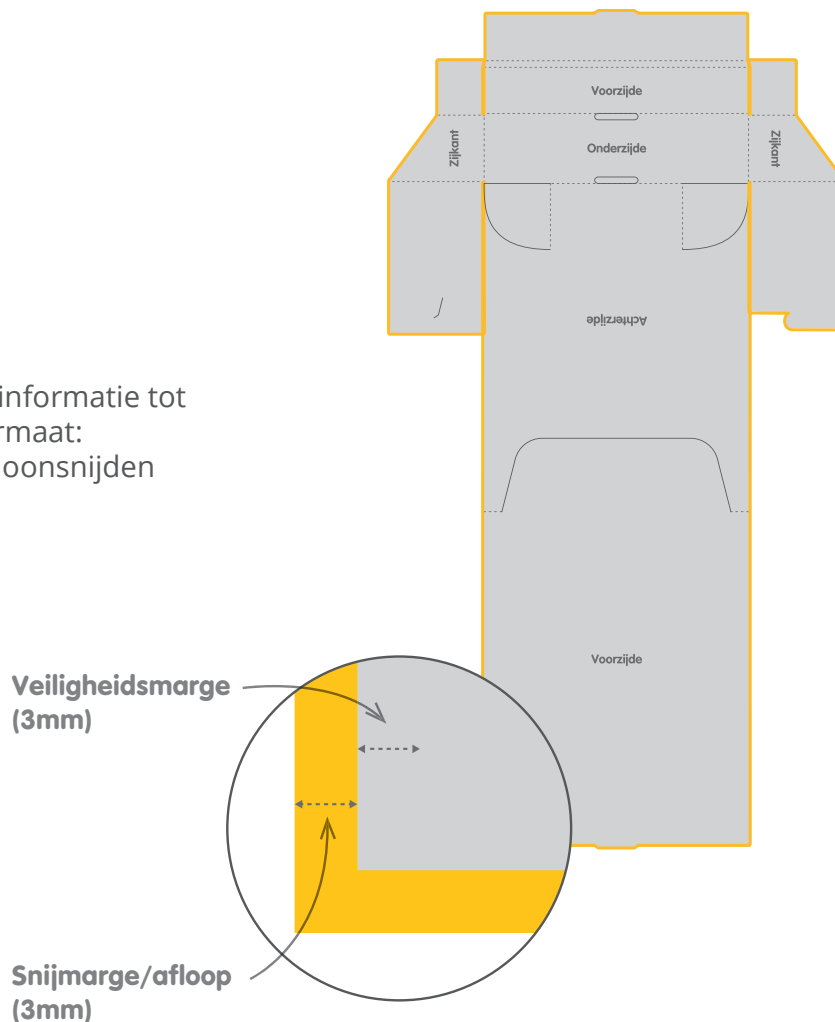 Voorzijde
Zijkant
Onderzijde
Zijkant
Achterzijde
informatie tot
rmaat:
oonsnijden
Voorzijde
Veiligheidsmarge
(3mm)
Snijmarge/afloop
(3mm)